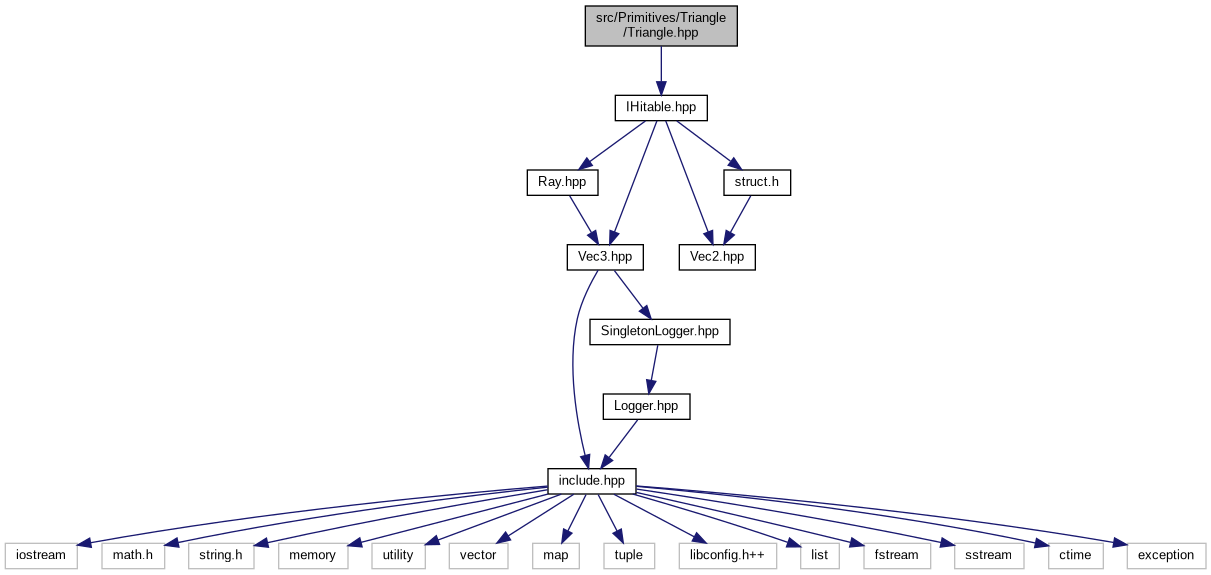 src/Primitives/Triangle
/Triangle.hpp
IHitable.hpp
Ray.hpp
struct.h
Vec3.hpp
Vec2.hpp
SingletonLogger.hpp
Logger.hpp
include.hpp
iostream
math.h
string.h
memory
utility
vector
map
tuple
libconfig.h++
list
fstream
sstream
ctime
exception